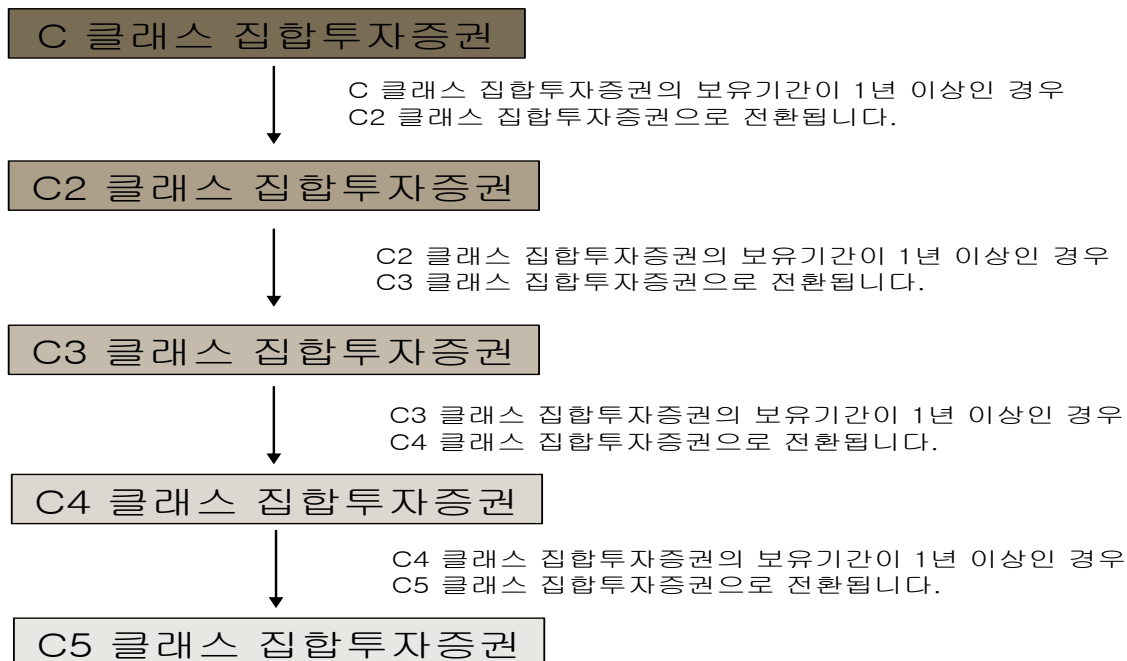 C 클래스 집합투자증권
C 클래스 집합투자증권의 보유기간이 1년 이상인 경우
C2 클래스 집합투자증권으로 전환됩니다.
C2 클래스 집합투자증권
C2 클래스 집합투자증권의 보유기간이 1년 이상인 경우
C3 클래스 집합투자증권으로 전환됩니다.
C3 클래스 집합투자증권
C3 클래스 집합투자증권의 보유기간이 1년 이상인 경우
C4 클래스 집합투자증권으로 전환됩니다.
C4 클래스 집합투자증권
C4 클래스 집합투자증권의 보유기간이 1년 이상인 경우
C5 클래스 집합투자증권으로 전환됩니다.
C5 클래스 집합투자증권